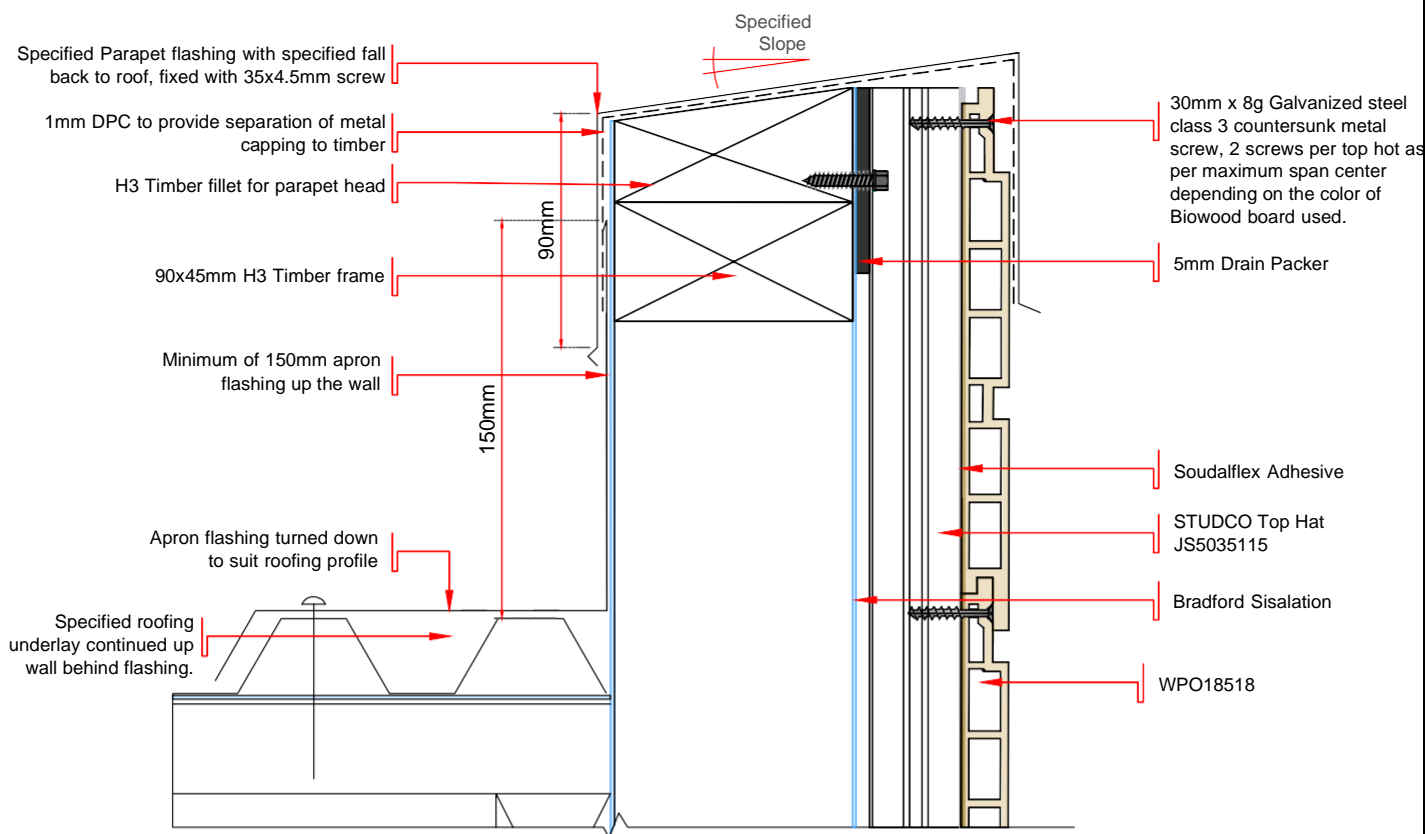 Specified
Slope
Specified Parapet flashing with specified fall
back to roof, fixed with 35x4.5mm screw
1mm DPC to provide separation of metal
capping to timber
H3 Timber fillet for parapet head
90x45mm H3 Timber frame
Minimum of 150mm apron
flashing up the wall
Apron flashing turned down
to suit roofing profile
Specified roofing
underlay continued up
wall behind flashing.
90mm
150mm
30mm x 8g Galvanized steel
class 3 countersunk metal
screw, 2 screws per top hot as
per maximum span center
depending on the color of
Biowood board used.
5mm Drain Packer
Soudalflex Adhesive
STUDCO Top Hat
JS5035115
Bradford Sisalation
WPO18518